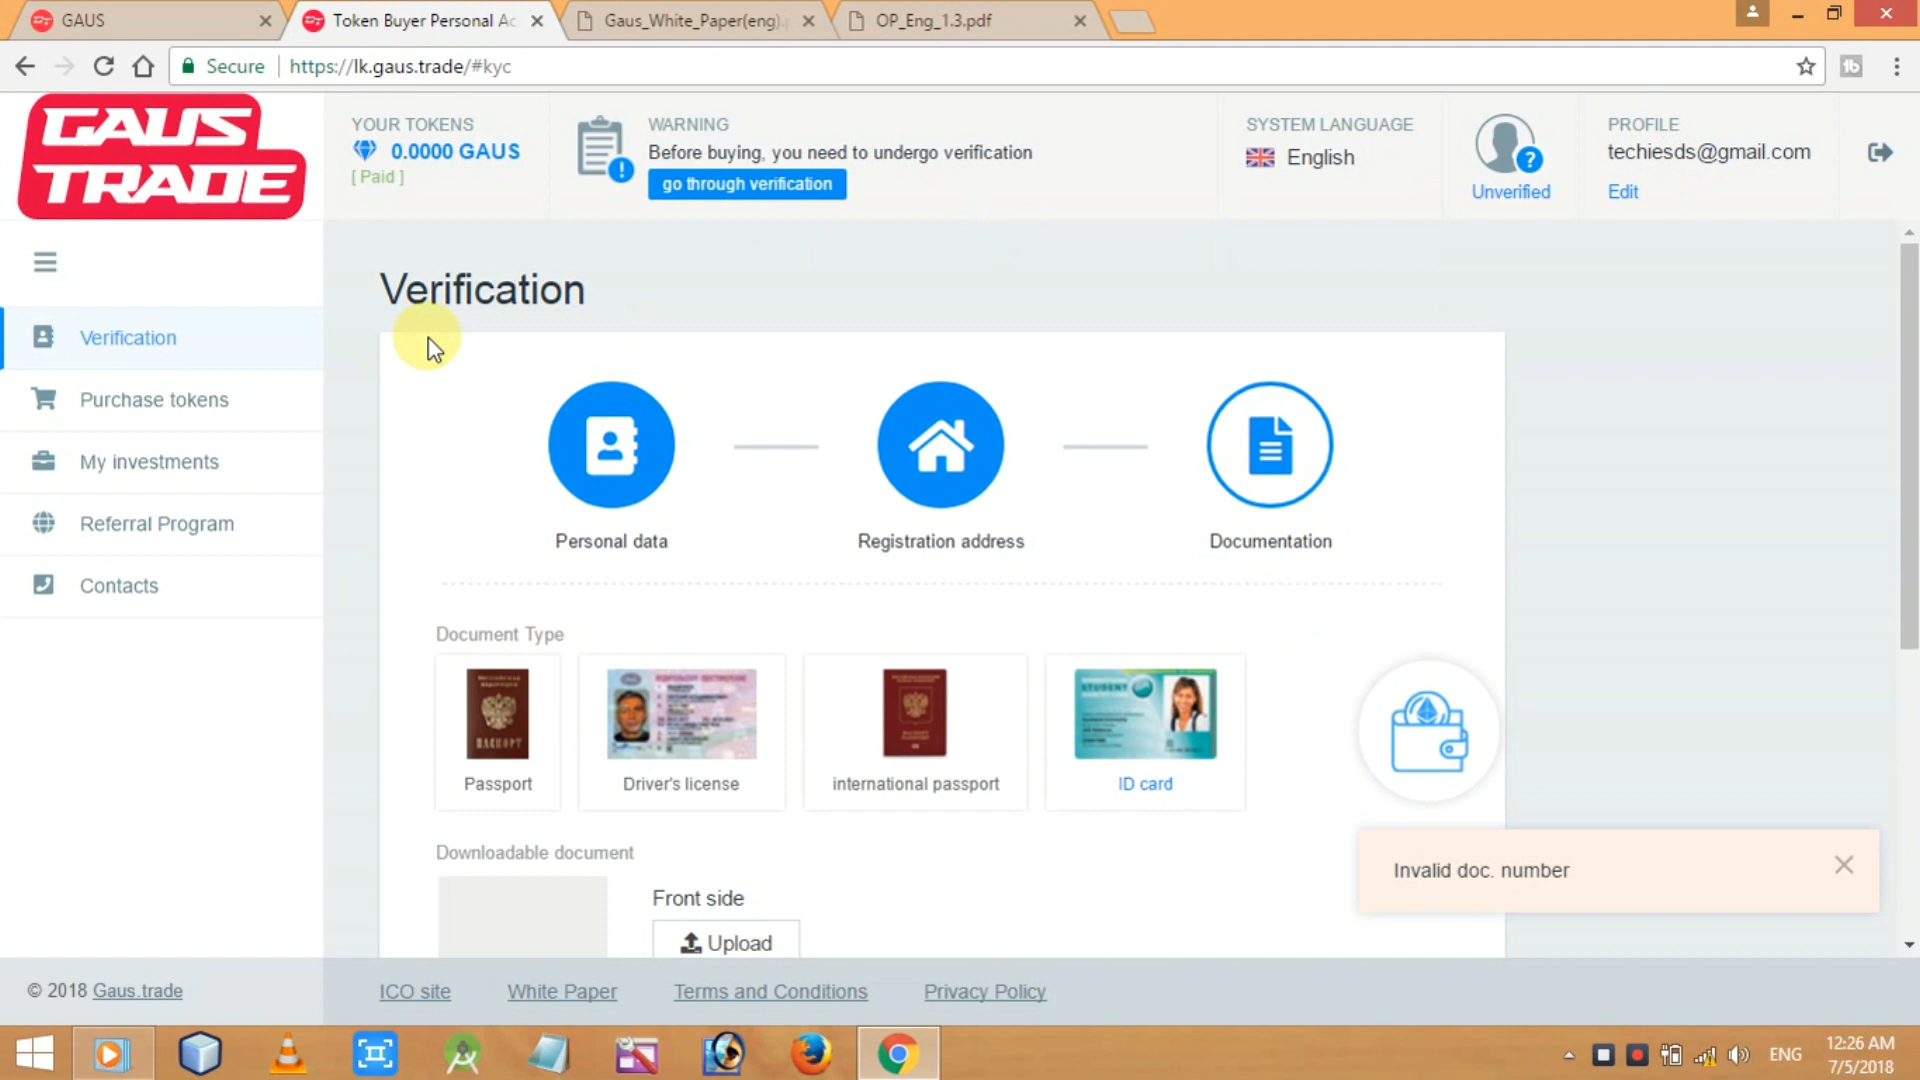 GAUS
Token Buyer Personal Ac
Gaus_White_Paper(eng).
OP_Eng_1.3.pdf
Secure
https://lk.gaus.trade/#kyc
GAUS
TRADE
YOUR TOKENS
0.0000 GAUS
[ Paid ]
WARNING
Before buying, you need to undergo verification
go through verification
SYSTEM LANGUAGE
English
Unverified
PROFILE
techiesds@gmail.com
Edit
Verification
Purchase tokens
My investments
Referral Program
Contacts
Verification
Personal data
Registration address
Documentation
Document Type
ПАСПОРТ
STUDENT
Passport
Driver's license
international passport
ID card
Downloadable document
Front side
Upload
Invalid doc. number
© 2018 Gaus.trade
ICO site
White Paper
Terms and Conditions
Privacy Policy
ENG
12:26 AM
7/5/2018